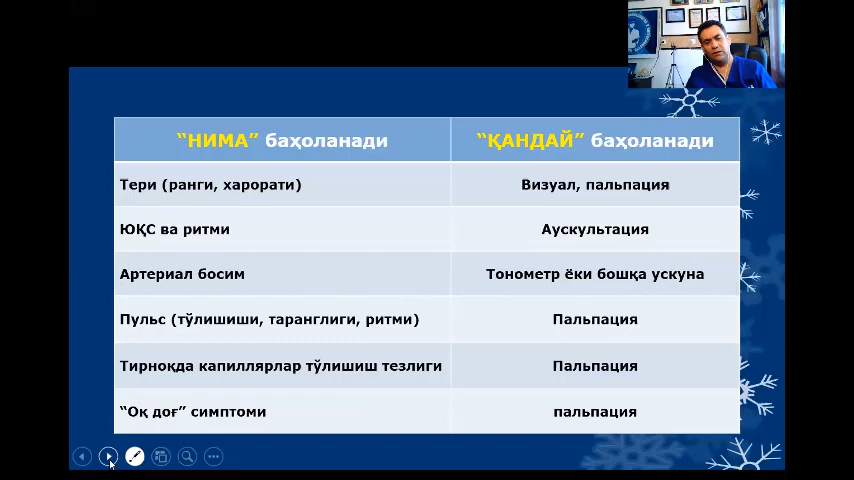 “НИМА” баҳоланади
“ҚАНДАЙ” баҳоланади
Тери (ранги, харорати)
Визуал, пальпация
ЮҚС ва ритми
Аускультация
Артериал босим
Тонометр ёки бошқа ускуна
Пульс (тўлишиши, таранглиги, ритми)
Пальпация
Тирноқда капиллярлар тўлишиш тезлиги
Пальпация
“Оқ доғ” симптоми
пальпация